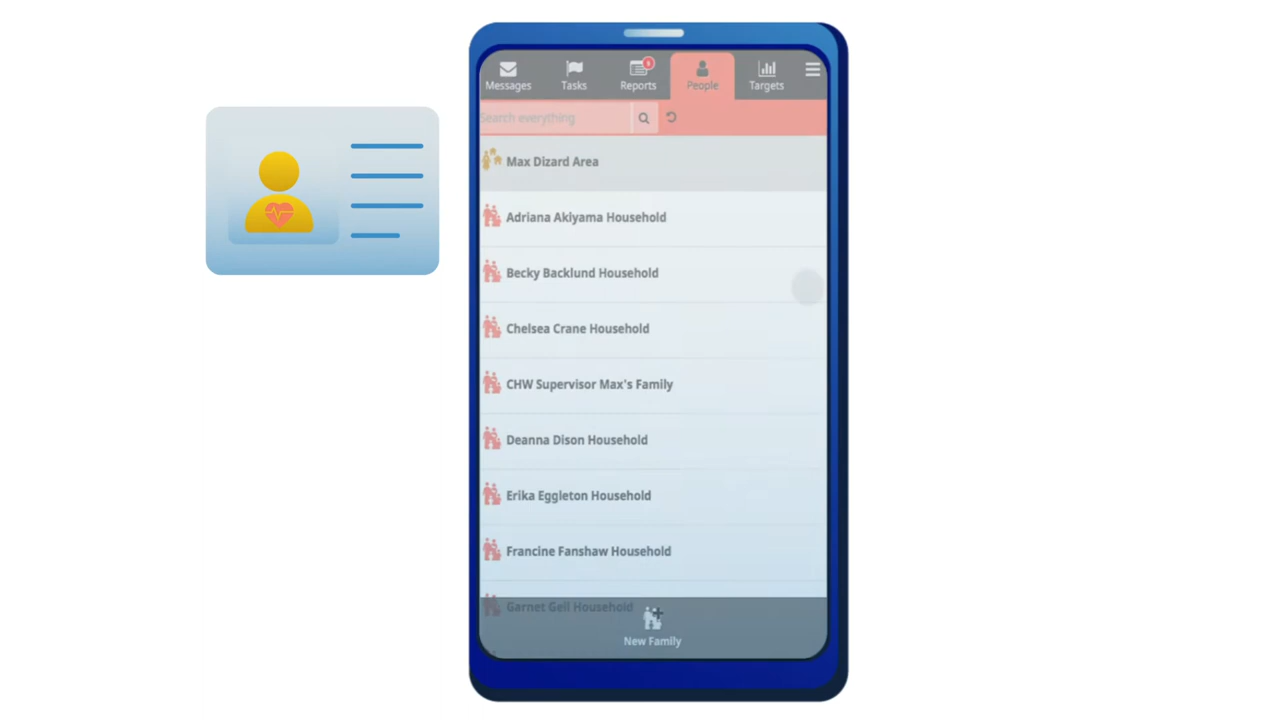 Messages Tasks Reports People Targets
Search everything
Max Dizard Area
Adriana Akiyama Household
Becky Backlund Household
Chelsea Crane Household
CHW Supervisor Max's Family
Deanna Dison Household
Erika Eggleton Household
Francine Fanshaw Household
Garnet Gell Household
New Family